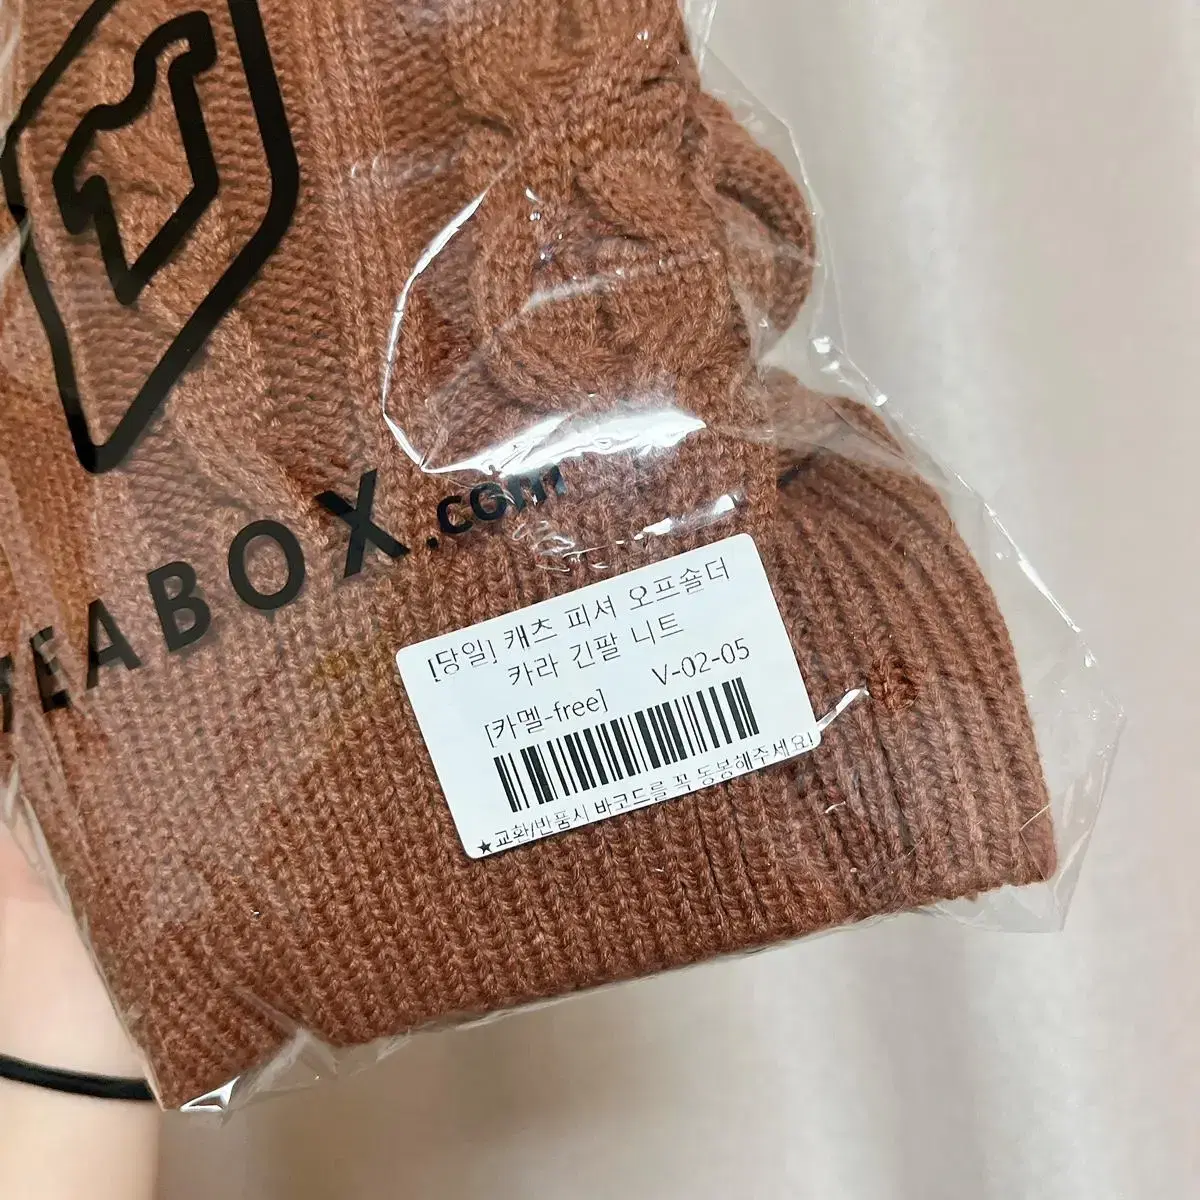 EABOX.com
[당일] 캐츠 피셔 오프숄더
카라 긴팔 니트
[카멜-free] V-02-05
★교환/반품시 바코드를 꼭 동봉해주세요!